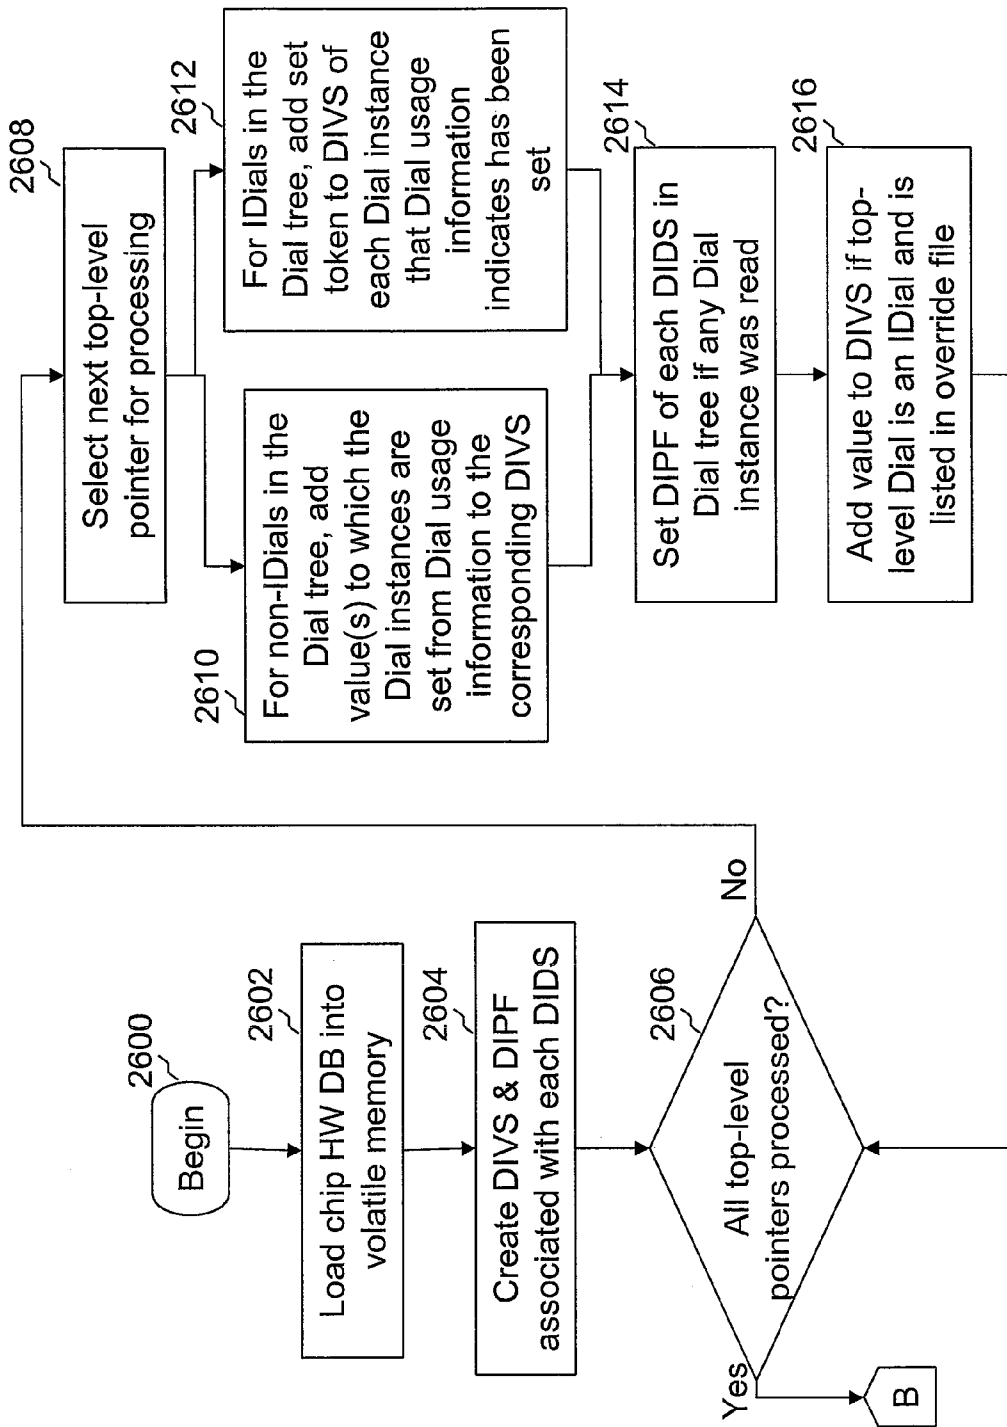 2600
Begin
2602
Load chip HW DB into
volatile memory
2604
Create DIVS & DIPF
associated with each DIDS
2606
All top-level
pointers processed?
Yes
No
B
2608
Select next top-level
pointer for processing
2610
For non-IDials in the
Dial tree, add
value(s) to which the
Dial instances are
set from Dial usage
information to the
corresponding DIVS
2612
For IDials in the
Dial tree, add set
token to DIVS of
each Dial instance
that Dial usage
information
indicates has been
set
2614
Set DIPF of each DIDS in
Dial tree if any Dial
instance was read
2616
Add value to DIVS if top-
level Dial is an IDial and is
listed in override file